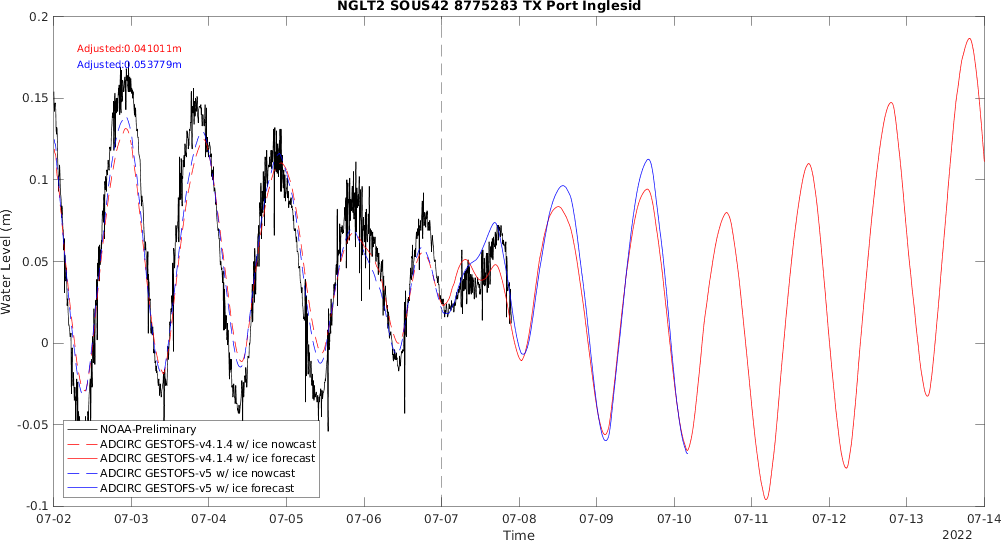 NGLT2 SOUS42 8775283 TX Port Inglesid
0.2
0.15
0.1
0.05
0
-0.05
-0.1
Water Level (m)
Adjusted:0.041011m
Adjusted:0.053779m
NOAA-Preliminary
ADCIRC GESTOFS-v4.1.4 w/ ice nowcast
ADCIRC GESTOFS-v4.1.4 w/ ice forecast
ADCIRC GESTOFS-v5 w/ ice nowcast
ADCIRC GESTOFS-v5 w/ ice forecast
07-02 07-03 07-04 07-05 07-06 07-07 07-08 07-09 07-10 07-11 07-12 07-13 07-14
Time
2022